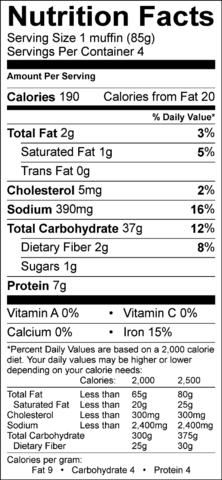 Nutrition Facts
Serving Size 1 muffin (85g)
Servings Per Container 4
Amount Per Serving
Calories 190 Calories from Fat 20
% Daily Value*
Total Fat 2g 3%
Saturated Fat 1g 5%
Trans Fat 0g
Cholesterol 5mg 2%
Sodium 390mg 16%
Total Carbohydrate 37g 12%
Dietary Fiber 2g 8%
Sugars 1g
Protein 7g
Vitamin A 0% • Vitamin C 0%
Calcium 0% • Iron 15%
*Percent Daily Values are based on a 2,000 calorie
diet. Your daily values may be higher or lower
depending on your calorie needs:
Calories: 2,000 2,500
Total Fat Less than 65g 80g
Saturated Fat Less than 20g 25g
Cholesterol Less than 300mg 300mg
Sodium Less than 2,400mg 2,400mg
Total Carbohydrate 300g 375g
Dietary Fiber 25g 30g
Calories per gram:
Fat 9 • Carbohydrate 4 • Protein 4